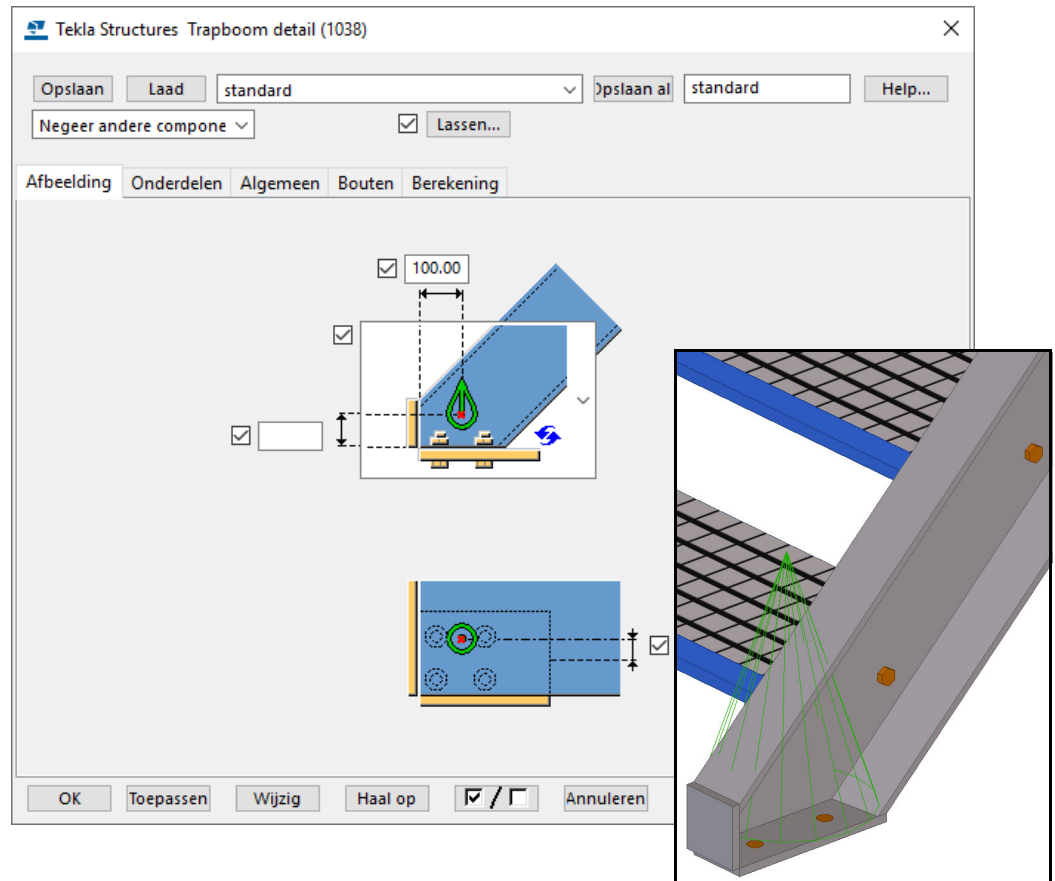 Tekla Structures Trapboom detail (1038)
Opslaan Laad standard Opslaan al standard Help...
Negeer andere compone Lassen...
Afbeelding Onderdelen Algemeen Bouten Berekening
100.00
OK Toepassen Wijzig Haal op / Annuleren